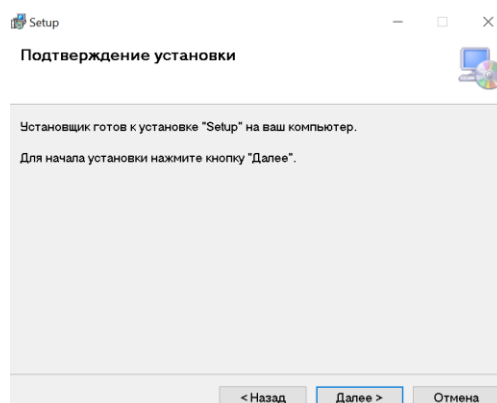 Setup
Подтверждение установки
Установщик готов к установке "Setup" на ваш компьютер.
Для начала установки нажмите кнопку "Далее".
< Назад
Далее >
Отмена